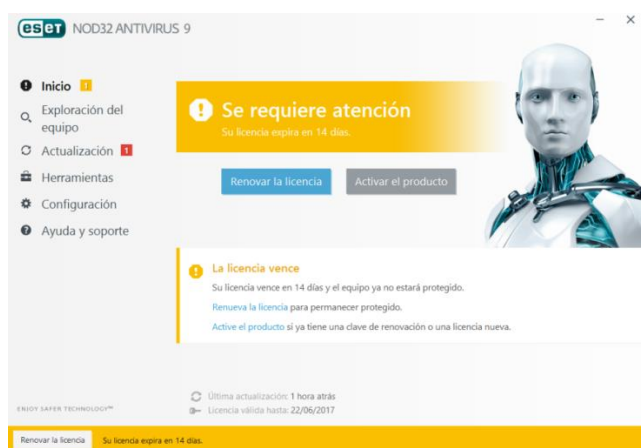 eseT NOD32 ANTIVIRUS 9
Inicio
Exploración del
equipo
Actualización 1
Herramientas
Configuración
Ayuda y soporte
Se requiere atención
Su licencia expira en 14 días.
Renovar la licencia
Activar el producto
La licencia vence
Su licencia vence en 14 días y el equipo ya no estará protegido.
Renueva la licencia para permanecer protegido.
Active el producto si ya tiene una clave de renovación o una licencia nueva.
Última actualización: 1 hora atrás
Licencia válida hasta: 22/06/2017
ENJOY SAFER TECHNOLOGY™
Renovar la licencia Su licencia expira en 14 días.